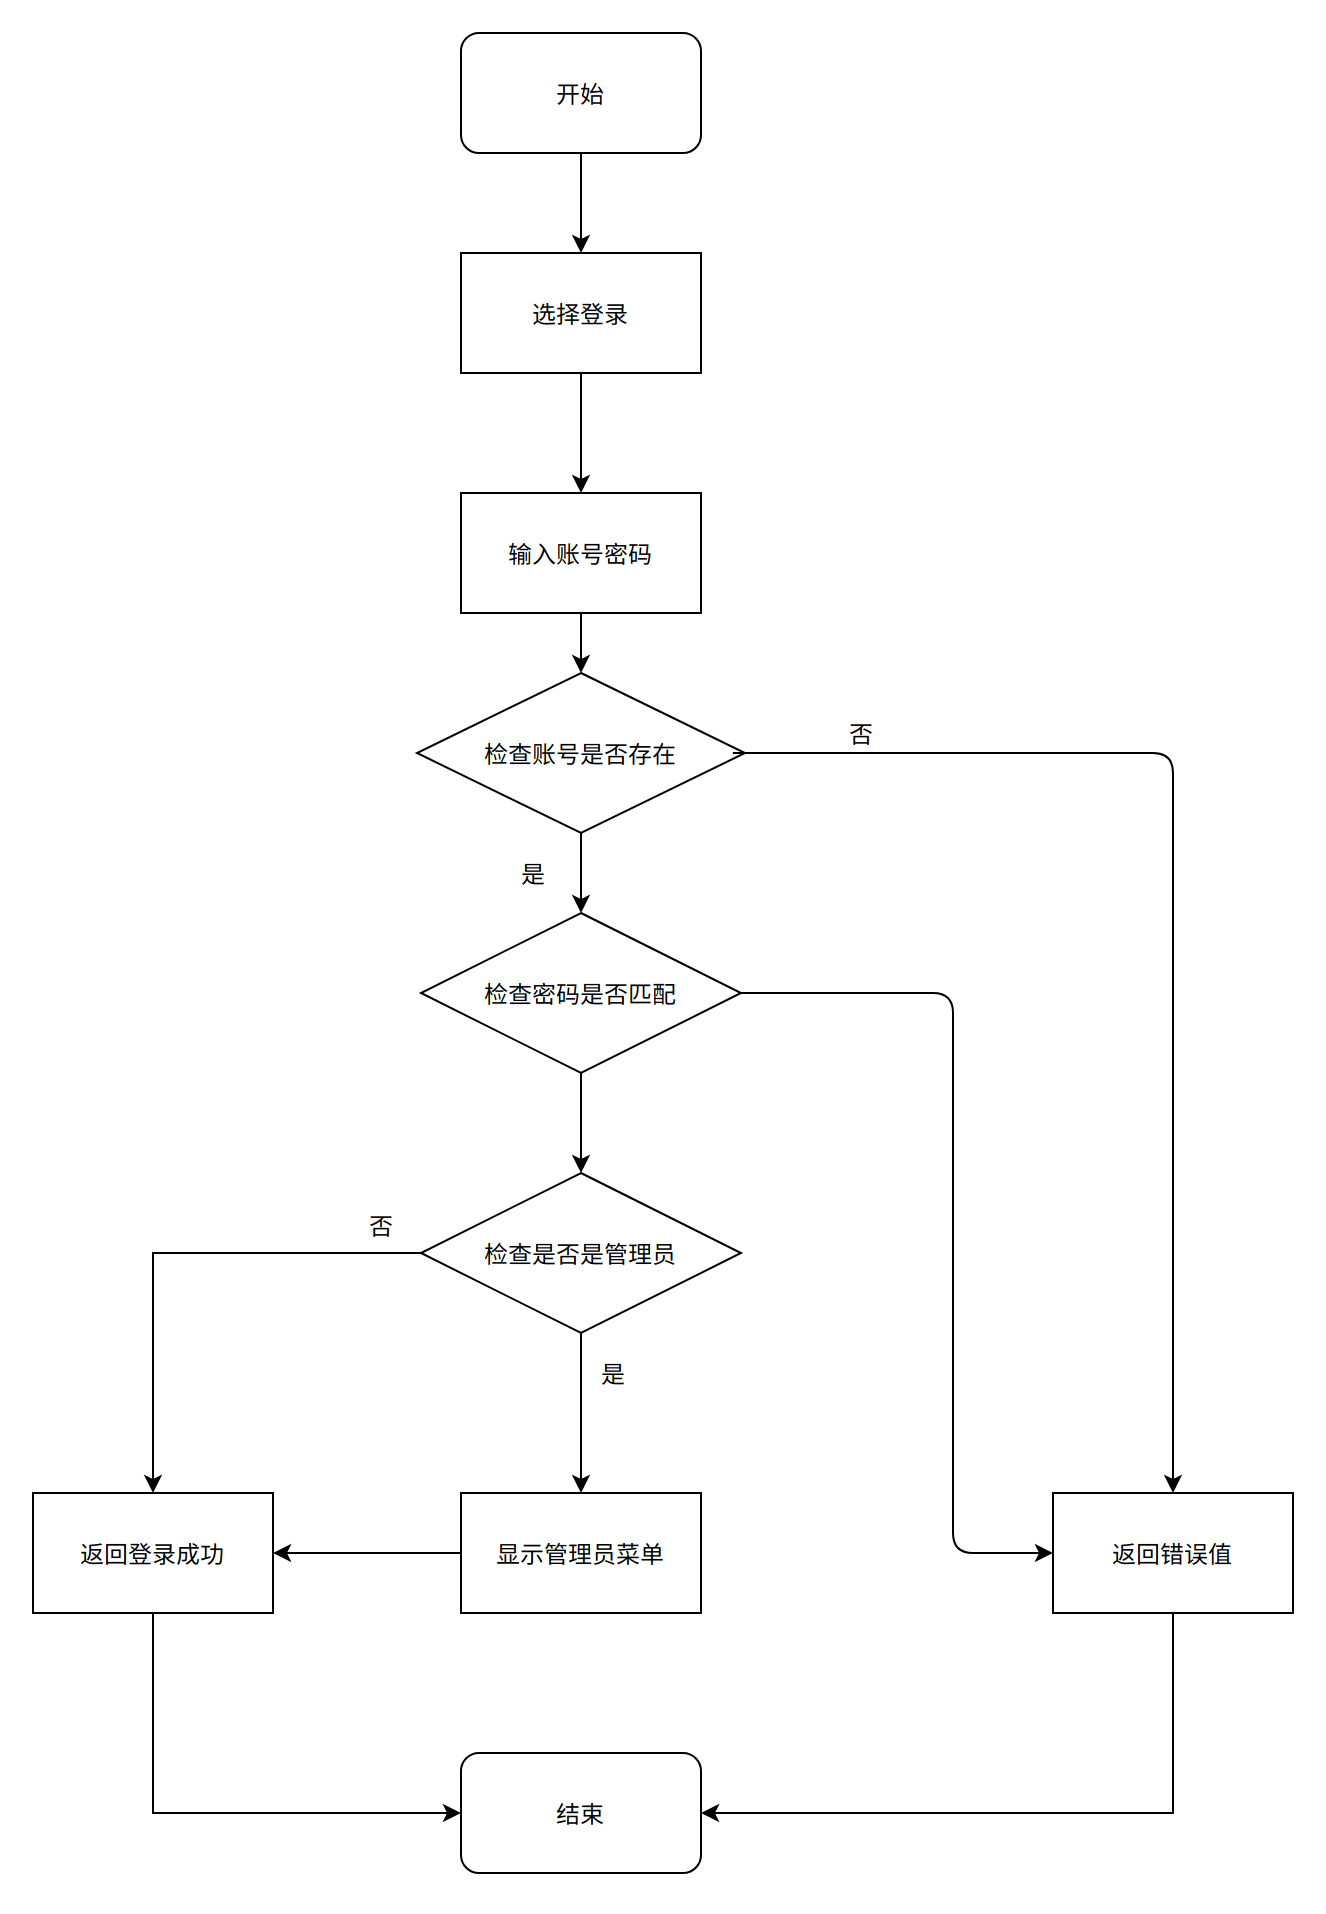 开始
选择登录
输入账号密码
否
检查账号是否存在
是
检查密码是否匹配
否
检查是否是管理员
是
返回登录成功
显示管理员菜单
返回错误值
结束